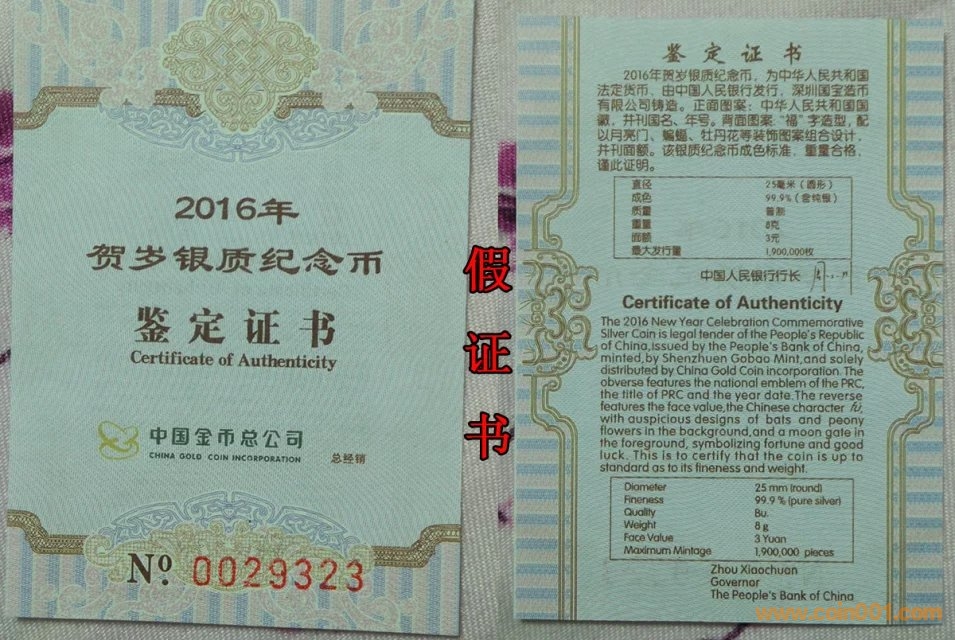 2016年
贺岁银质纪念币
鉴定证书
Certificate of Authenticity
中国金币总公司
CHINA GOLD COIN INCORPORATION
总经销
Nº 0029323
假
证
书
鉴定证书
2016年贺岁银质纪念币，为中华人民共和国
法定货币，由中国人民银行发行，深圳国宝造币
有限公司铸造。正面图案：中华人民共和国国
徽，并刊国名、年号。背面图案："福"字造型，配
以月亮门、蝙蝠、牡丹花等装饰图案组合设计，
并刊面额。该银质纪念币成色标准，重量合格，
谨此证明。
直径 25毫米（圆形）
成色 99.9%（含纯银）
质量 普制
重量 8克
面额 3元
最大发行量 1,900,000枚
中国人民银行行长
Certificate of Authenticity
The 2016 New Year Celebration Commemorative
Silver Coin is legal tender of the People's Republic
of China,issued by the People's Bank of China,
minted,by Shenzhuen Gobao Mint,and solely
distributed by China Gold Coin incorporation. The
obverse features the national emblem of the PRC,
the title of PRC and the year date.The reverse
features the face value,the Chinese character fu,
with auspicious designs of bats and peony
flowers in the background,and a moon gate in
the foreground, symbolizing fortune and good
luck. This is to certify that the coin is up to
standard as to its fineness and weight.
Diameter 25 mm (round)
Fineness 99.9 % (pure silver)
Quality Bu.
Weight 8 g
Face Value 3 Yuan
Maximum Mintage 1,900,000 pieces
Zhou Xiaochuan
Governor
The People's Bank of China
www.coin001.com